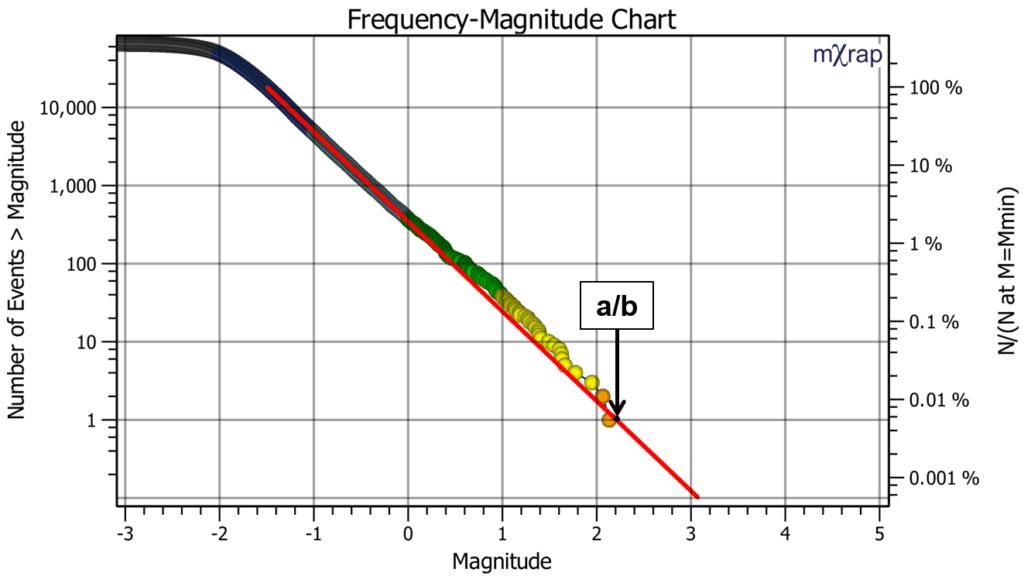 Frequency-Magnitude Chart
mχrap
Number of Events > Magnitude
10,000
1,000
100
10
1
100 %
10 %
1 %
0.1 %
0.01 %
0.001 %
N/(N at M=Mmin)
a/b
-3 -2 -1 0 1 2 3 4 5
Magnitude